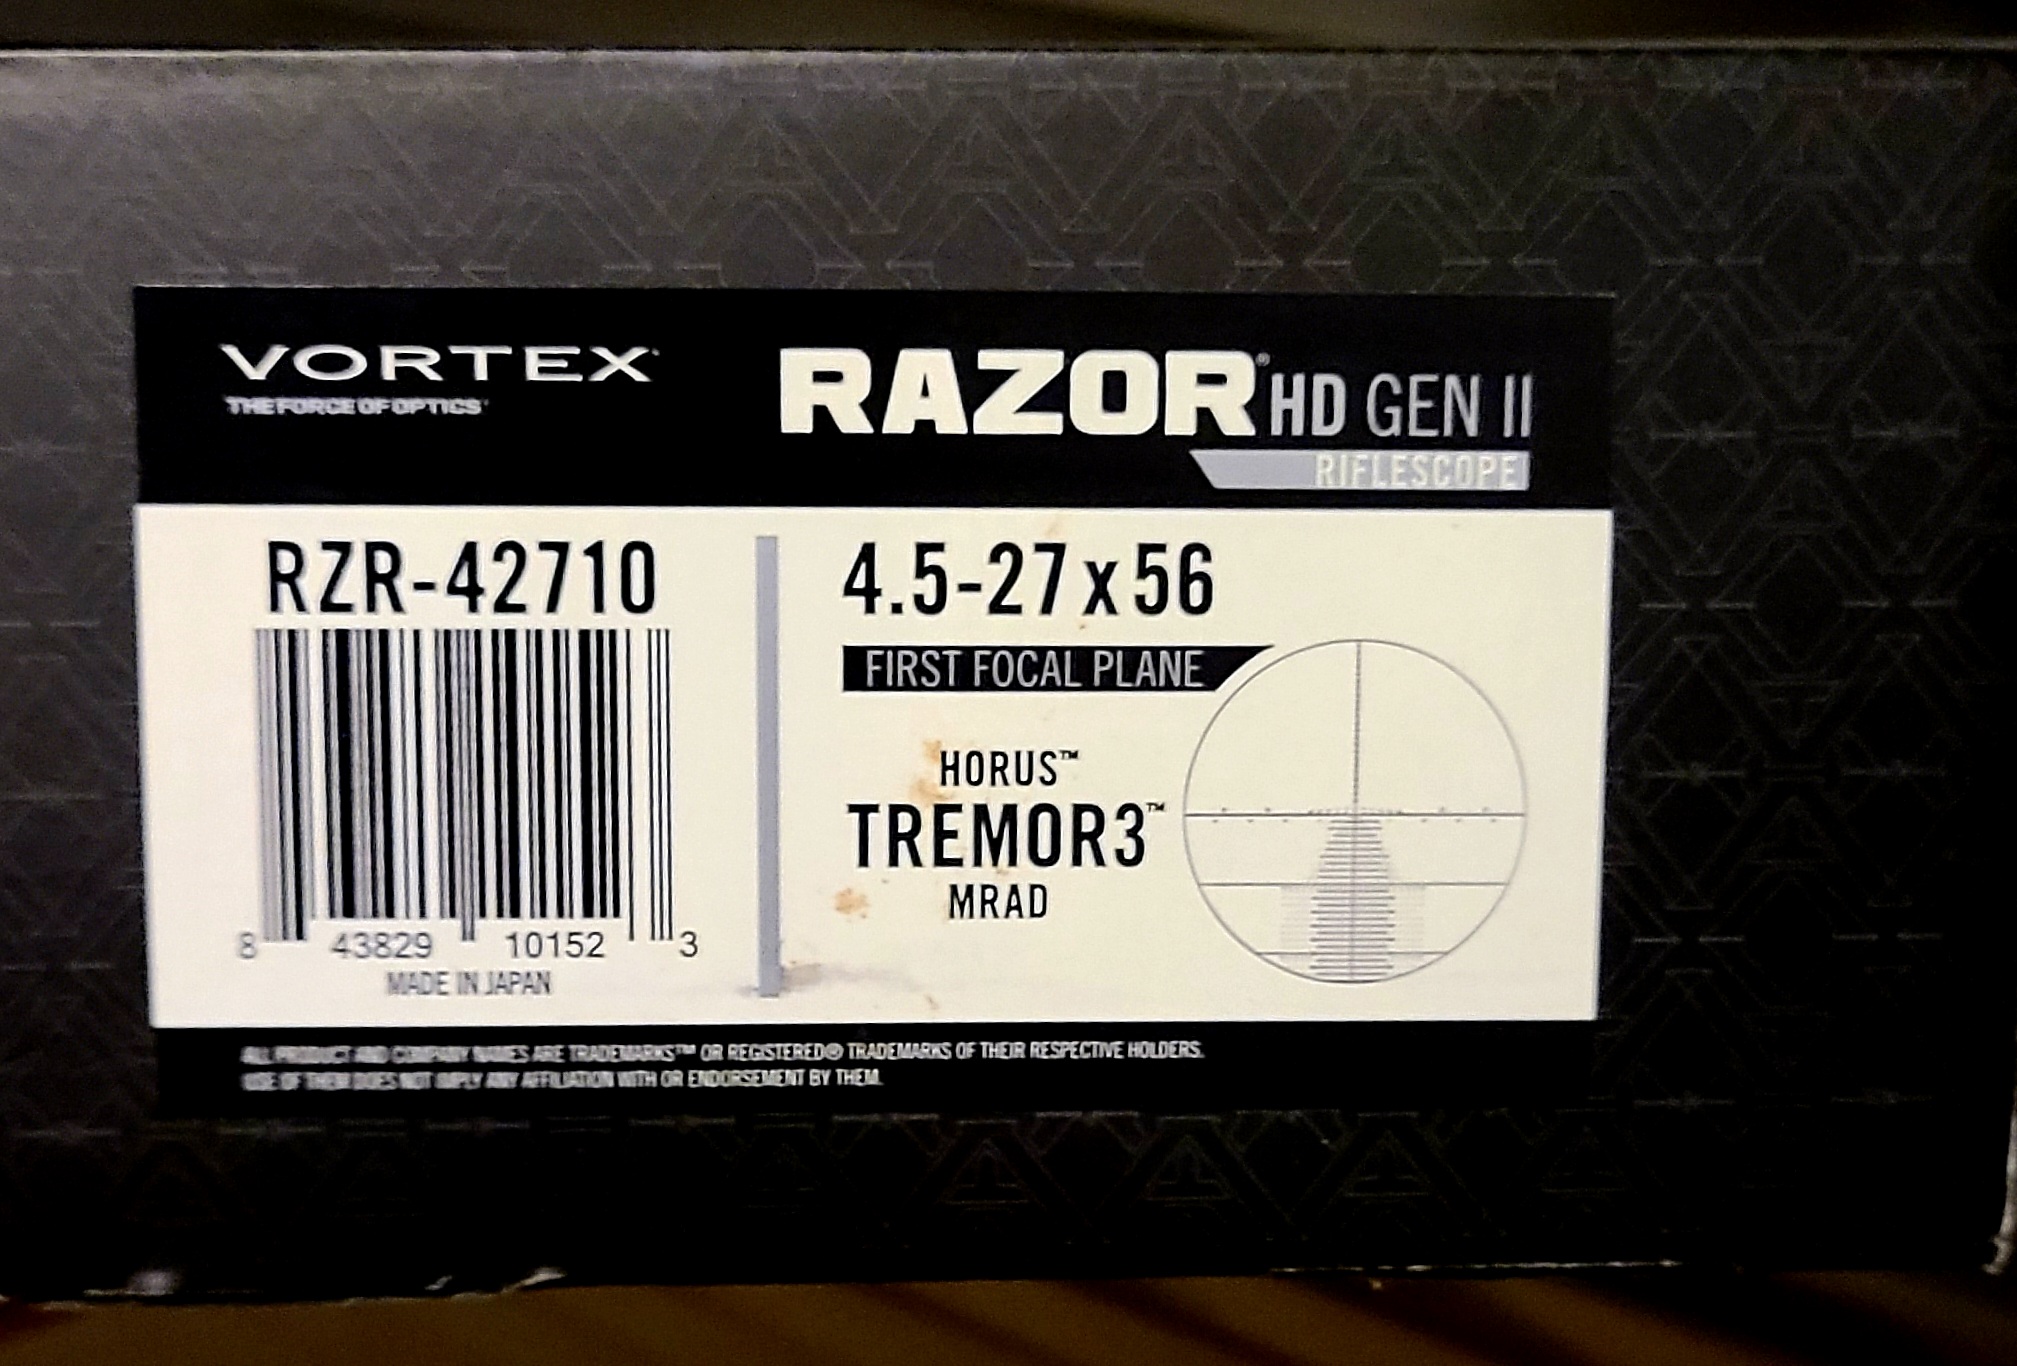 VORTEX®
THE FORCE OF OPTICS®
RAZOR® HD GEN II
RIFLESCOPE
RZR-42710
8 43829 10152 3
MADE IN JAPAN
4.5-27x56
FIRST FOCAL PLANE
HORUS™
TREMOR3™
MRAD
ALL PRODUCT AND COMPANY NAMES ARE TRADEMARKS™ OR REGISTERED® TRADEMARKS OF THEIR RESPECTIVE HOLDERS.
USE OF THEM DOES NOT IMPLY ANY AFFILIATION WITH OR ENDORSEMENT BY THEM.